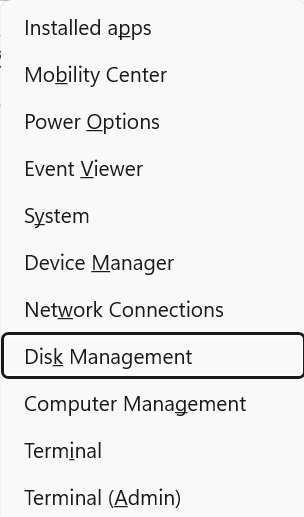 Installed apps
Mobility Center
Power Options
Event Viewer
System
Device Manager
Network Connections
Disk Management
Computer Management
Terminal
Terminal (Admin)